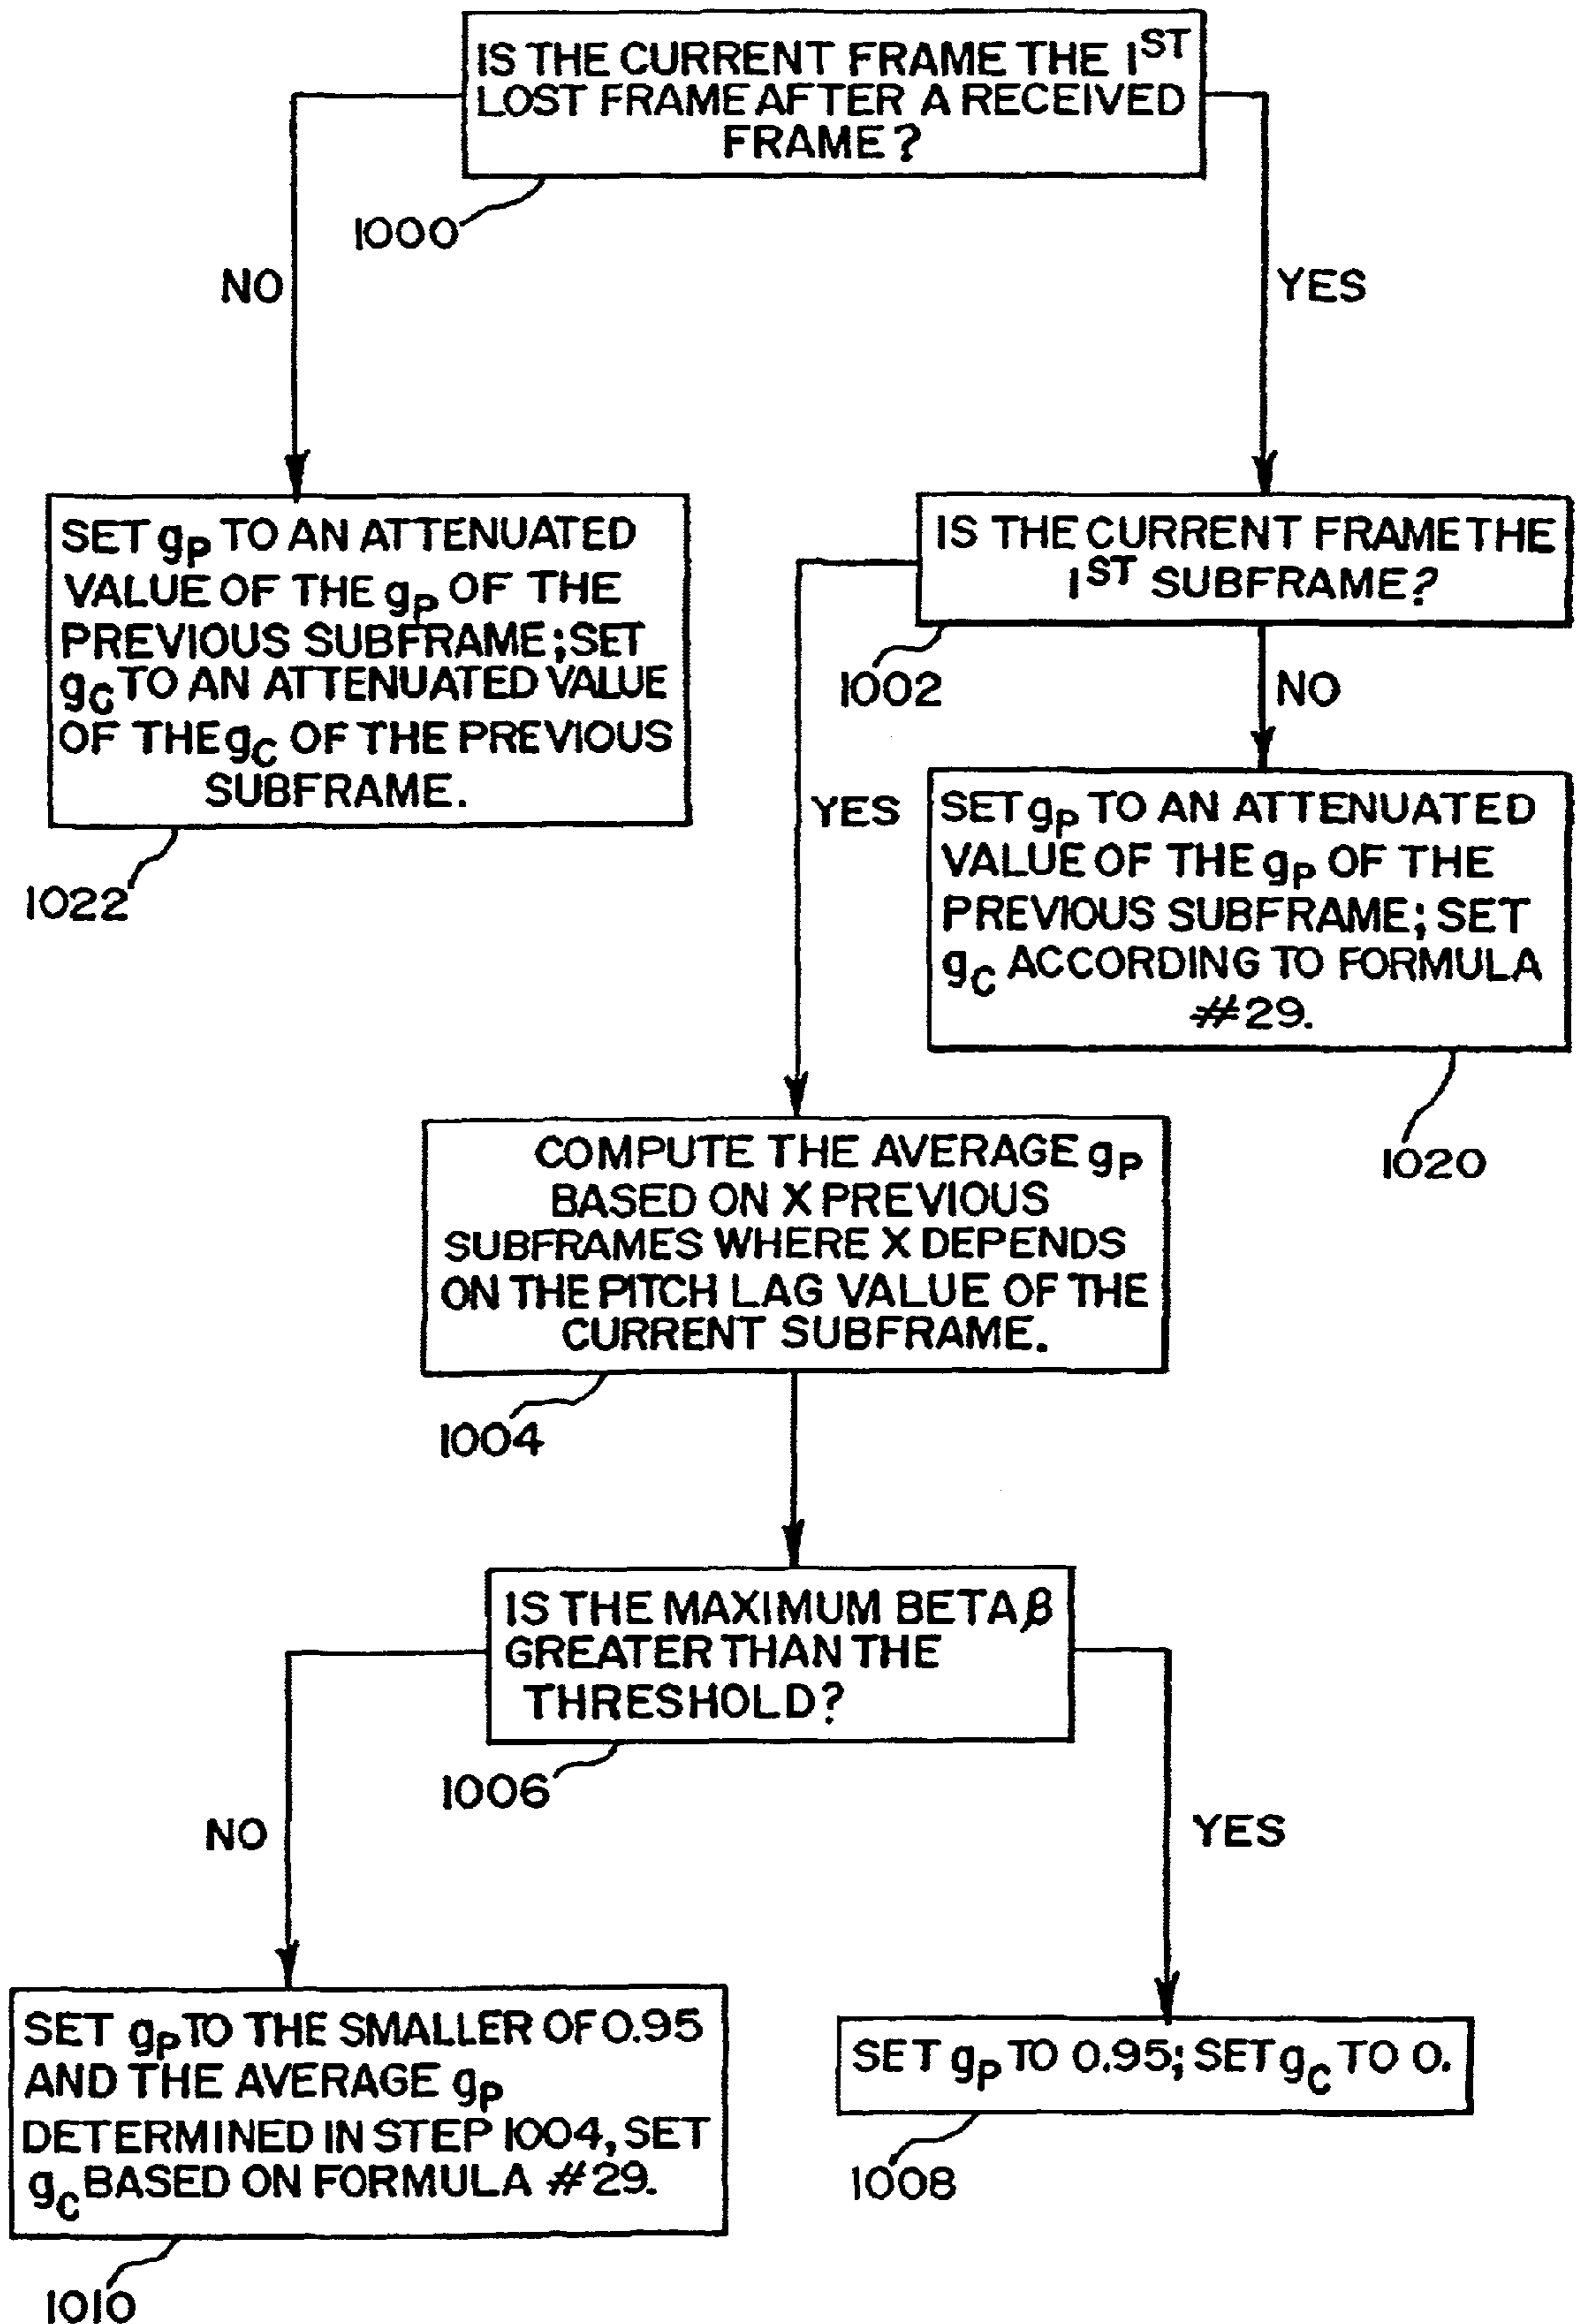 IS THE CURRENT FRAME THE 1ST
LOST FRAME AFTER A RECEIVED
FRAME?
1000
NO
YES
SET gP TO AN ATTENUATED
VALUE OF THE gP OF THE
PREVIOUS SUBFRAME; SET
gC TO AN ATTENUATED VALUE
OF THE gC OF THE PREVIOUS
SUBFRAME.
1022
IS THE CURRENT FRAME THE
1ST SUBFRAME?
1002
NO
YES
SET gP TO AN ATTENUATED
VALUE OF THE gP OF THE
PREVIOUS SUBFRAME; SET
gC ACCORDING TO FORMULA
#29.
1020
COMPUTE THE AVERAGE gP
BASED ON X PREVIOUS
SUBFRAMES WHERE X DEPENDS
ON THE PITCH LAG VALUE OF THE
CURRENT SUBFRAME.
1004
IS THE MAXIMUM BETA β
GREATER THAN THE
THRESHOLD?
1006
NO
YES
SET gP TO THE SMALLER OF 0.95
AND THE AVERAGE gP
DETERMINED IN STEP 1004, SET
gC BASED ON FORMULA #29.
1010
SET gP TO 0.95; SET gC TO 0.
1008